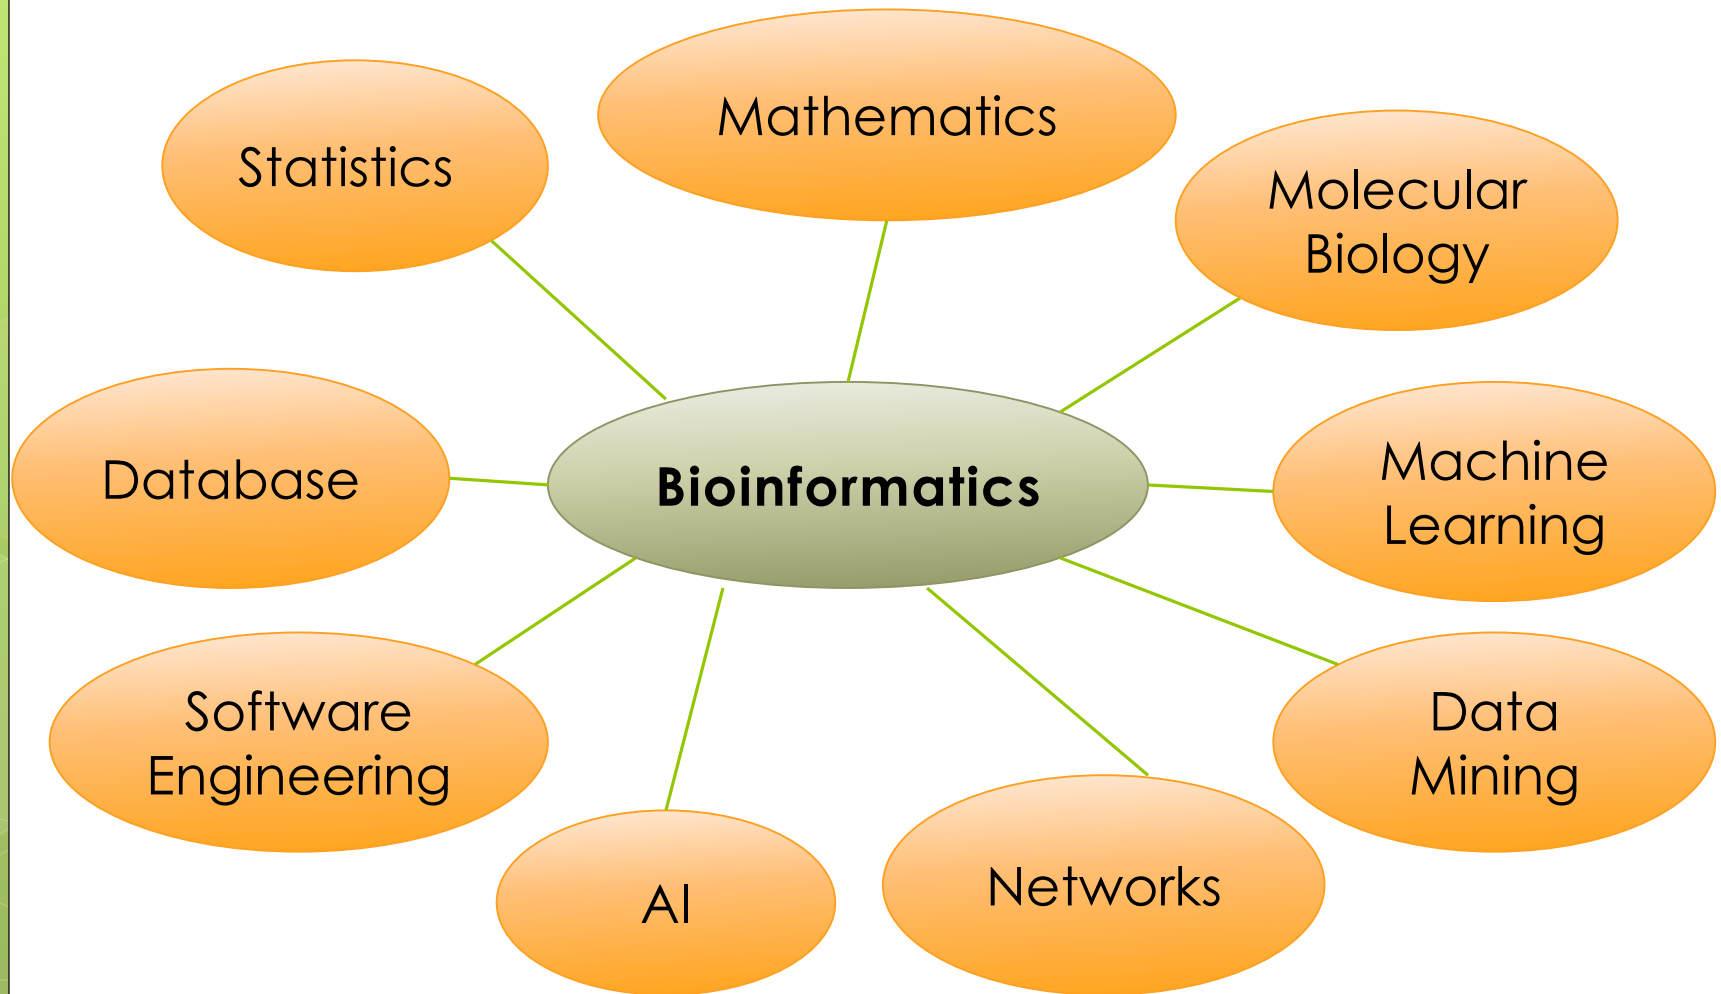 Mathematics
Statistics
Molecular
Biology
Machine
Learning
Database
Bioinformatics
Software
Engineering
Data
Mining
AI
Networks